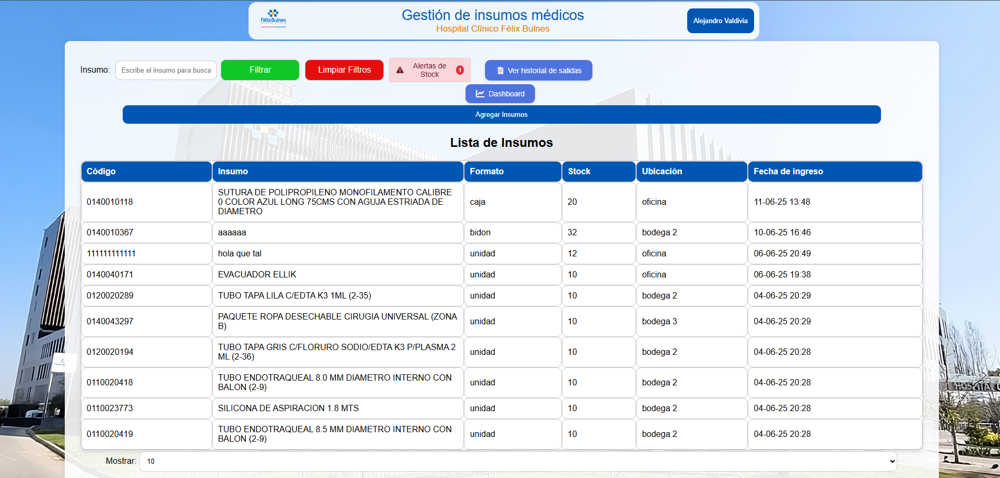 FélixBulnes
HOSPITAL CLÍNICO
Gestión de insumos médicos
Hospital Clínico Félix Bulnes
Alejandro Valdivia
Insumo:
Escribe el insumo para busca
Filtrar
Limpiar Filtros
Alertas de
Stock
1
Ver historial de salidas
Dashboard
Agregar Insumos
Lista de Insumos
Código Insumo Formato Stock Ubicación Fecha de ingreso
0140010118 SUTURA DE POLIPROPILENO MONOFILAMENTO CALIBRE
0 COLOR AZUL LONG 75CMS CON AGUJA ESTRIADA DE
DIAMETRO caja 20 oficina 11-06-25 13:48
0140010367 aaaaaa bidon 32 bodega 2 10-06-25 16:46
111111111111 hola que tal unidad 12 oficina 06-06-25 20:49
0140040171 EVACUADOR ELLIK unidad 10 oficina 06-06-25 19:38
0120020289 TUBO TAPA LILA C/EDTA K3 1ML (2-35) unidad 10 bodega 2 04-06-25 20:29
0140043297 PAQUETE ROPA DESECHABLE CIRUGIA UNIVERSAL (ZONA
B) unidad 10 bodega 3 04-06-25 20:29
0120020194 TUBO TAPA GRIS C/FLORURO SODIO/EDTA K3 P/PLASMA 2
ML (2-36) unidad 10 bodega 2 04-06-25 20:28
0110020418 TUBO ENDOTRAQUEAL 8.0 MM DIAMETRO INTERNO CON
BALON (2-9) unidad 10 bodega 2 04-06-25 20:28
0110023773 SILICONA DE ASPIRACION 1.8 MTS unidad 10 bodega 2 04-06-25 20:28
0110020419 TUBO ENDOTRAQUEAL 8.5 MM DIAMETRO INTERNO CON
BALON (2-9) unidad 10 bodega 2 04-06-25 20:28
Mostrar: 10